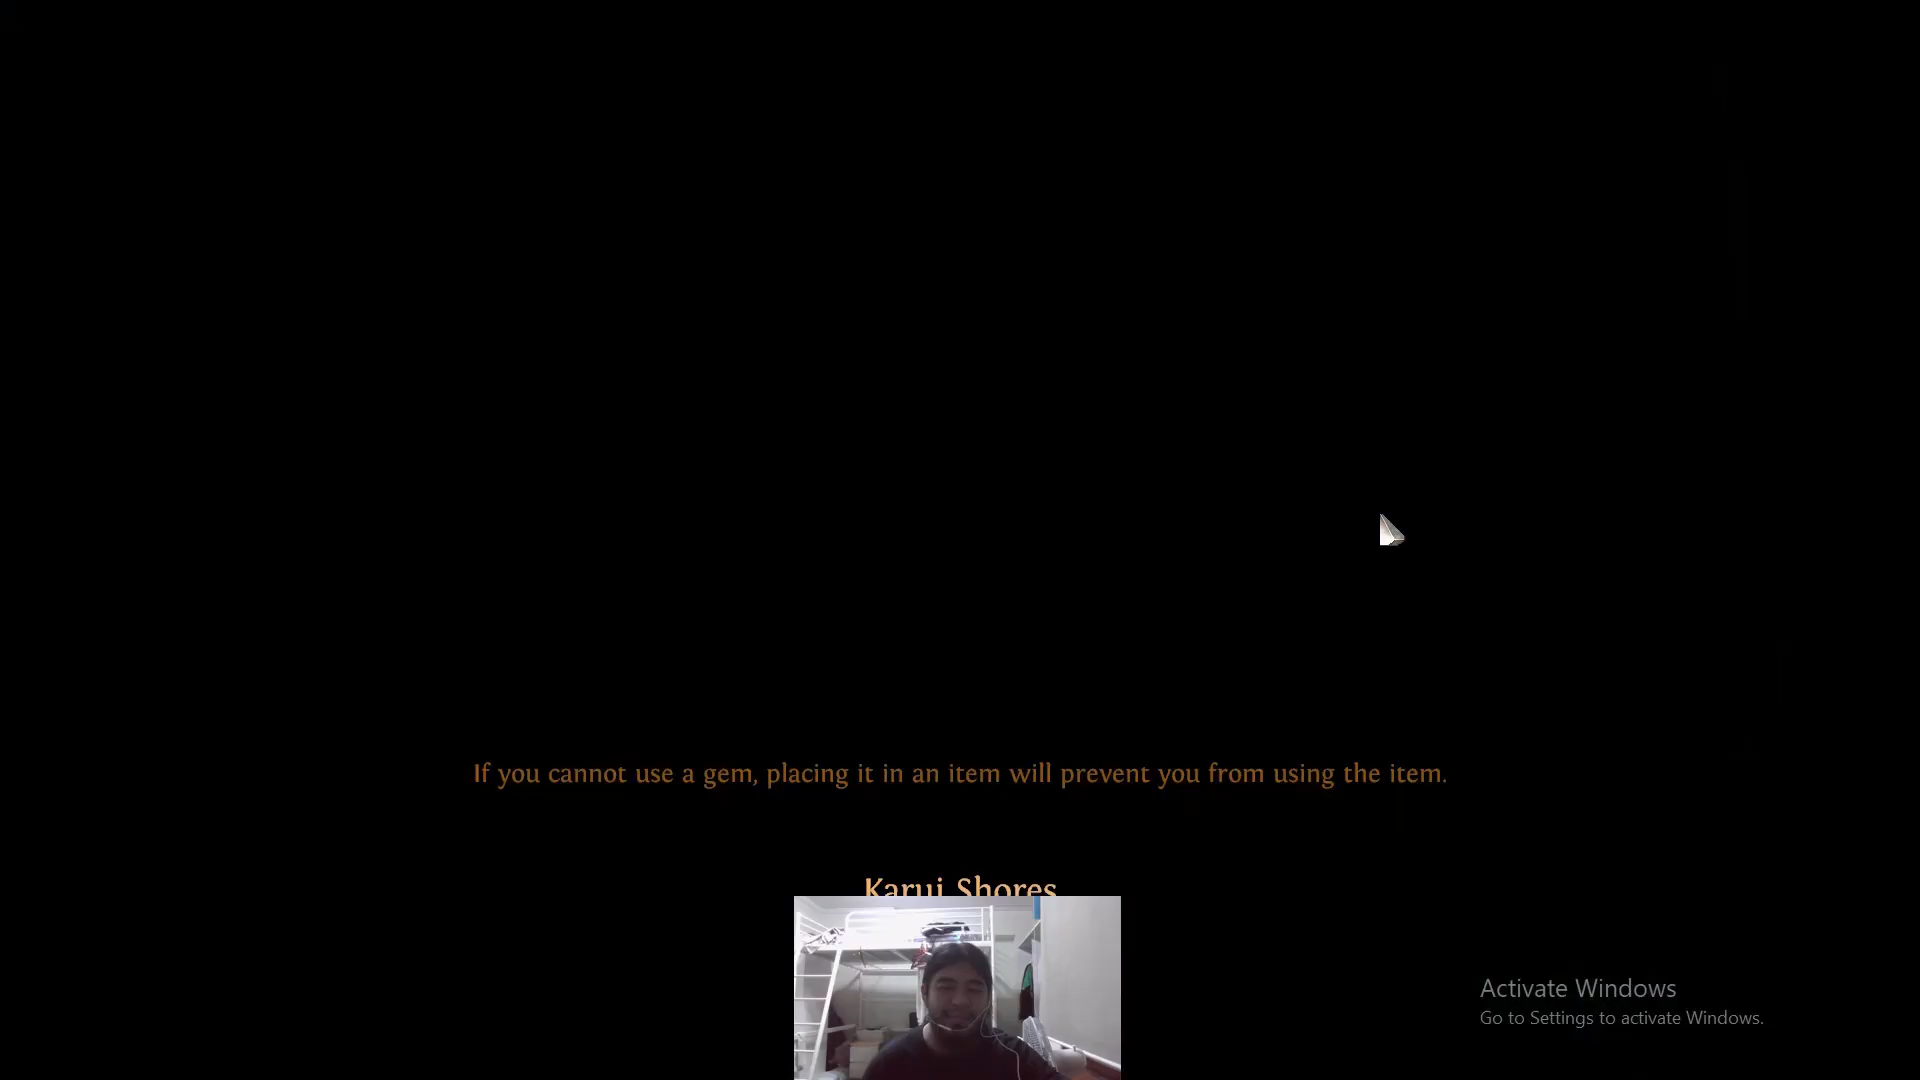 If you cannot use a gem, placing it in an item will prevent you from using the item.
Karui Shores
Activate Windows
Go to Settings to activate Windows.